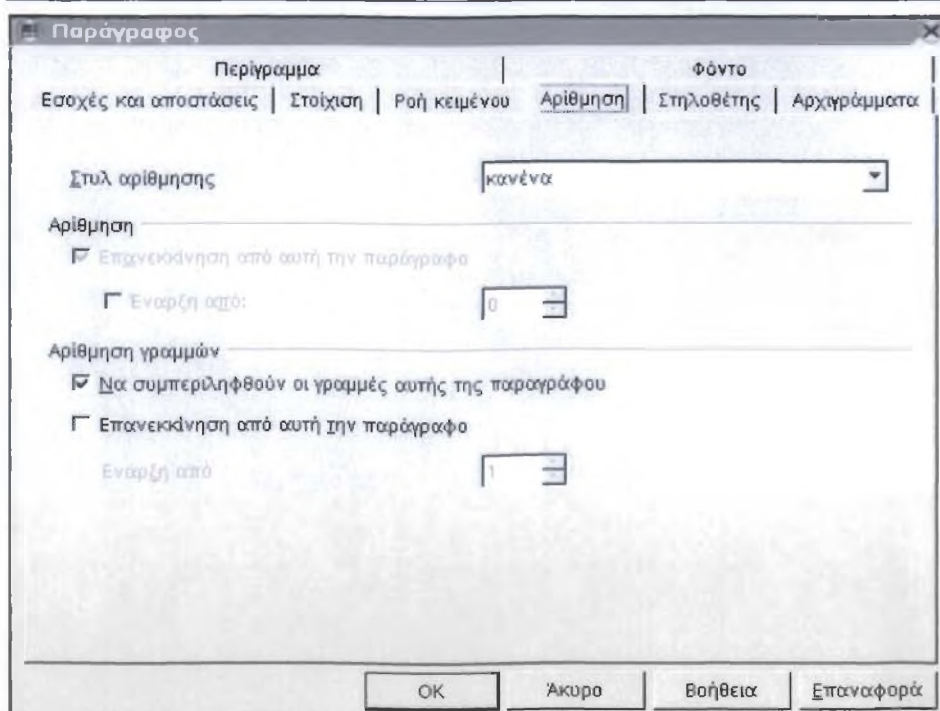 Παράγραφος
Περίγραμμα Φόντο
Εσοχές και αποστάσεις Στοίχιση Ροή κειμένου Αρίθμηση Στηλοθέτης Αρχιγράμματα
Στυλ αρίθμησης κανένα
Αρίθμηση
Επανεκκίνηση από αυτή την παράγραφο
Έναρξη από: 0
Αρίθμηση γραμμών
Να συμπεριληφθούν οι γραμμές αυτής της παραγράφου
Επανεκκίνηση από αυτή την παράγραφο
Έναρξη από 1
OK Άκυρο Βοήθεια Επαναφορά